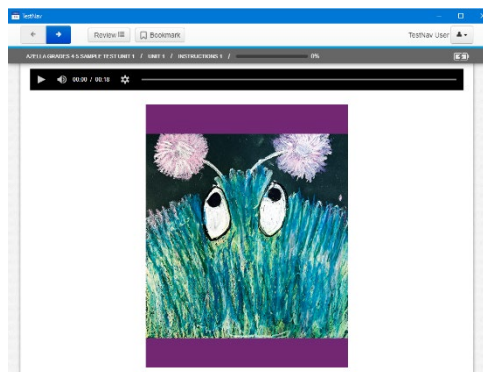 TestNav
Review
Bookmark
TestNav User
AZELLA GRADES 4-5 SAMPLE TEST UNIT 1 / UNIT 1 / INSTRUCTIONS 1 / 0%
00:00 / 00:18